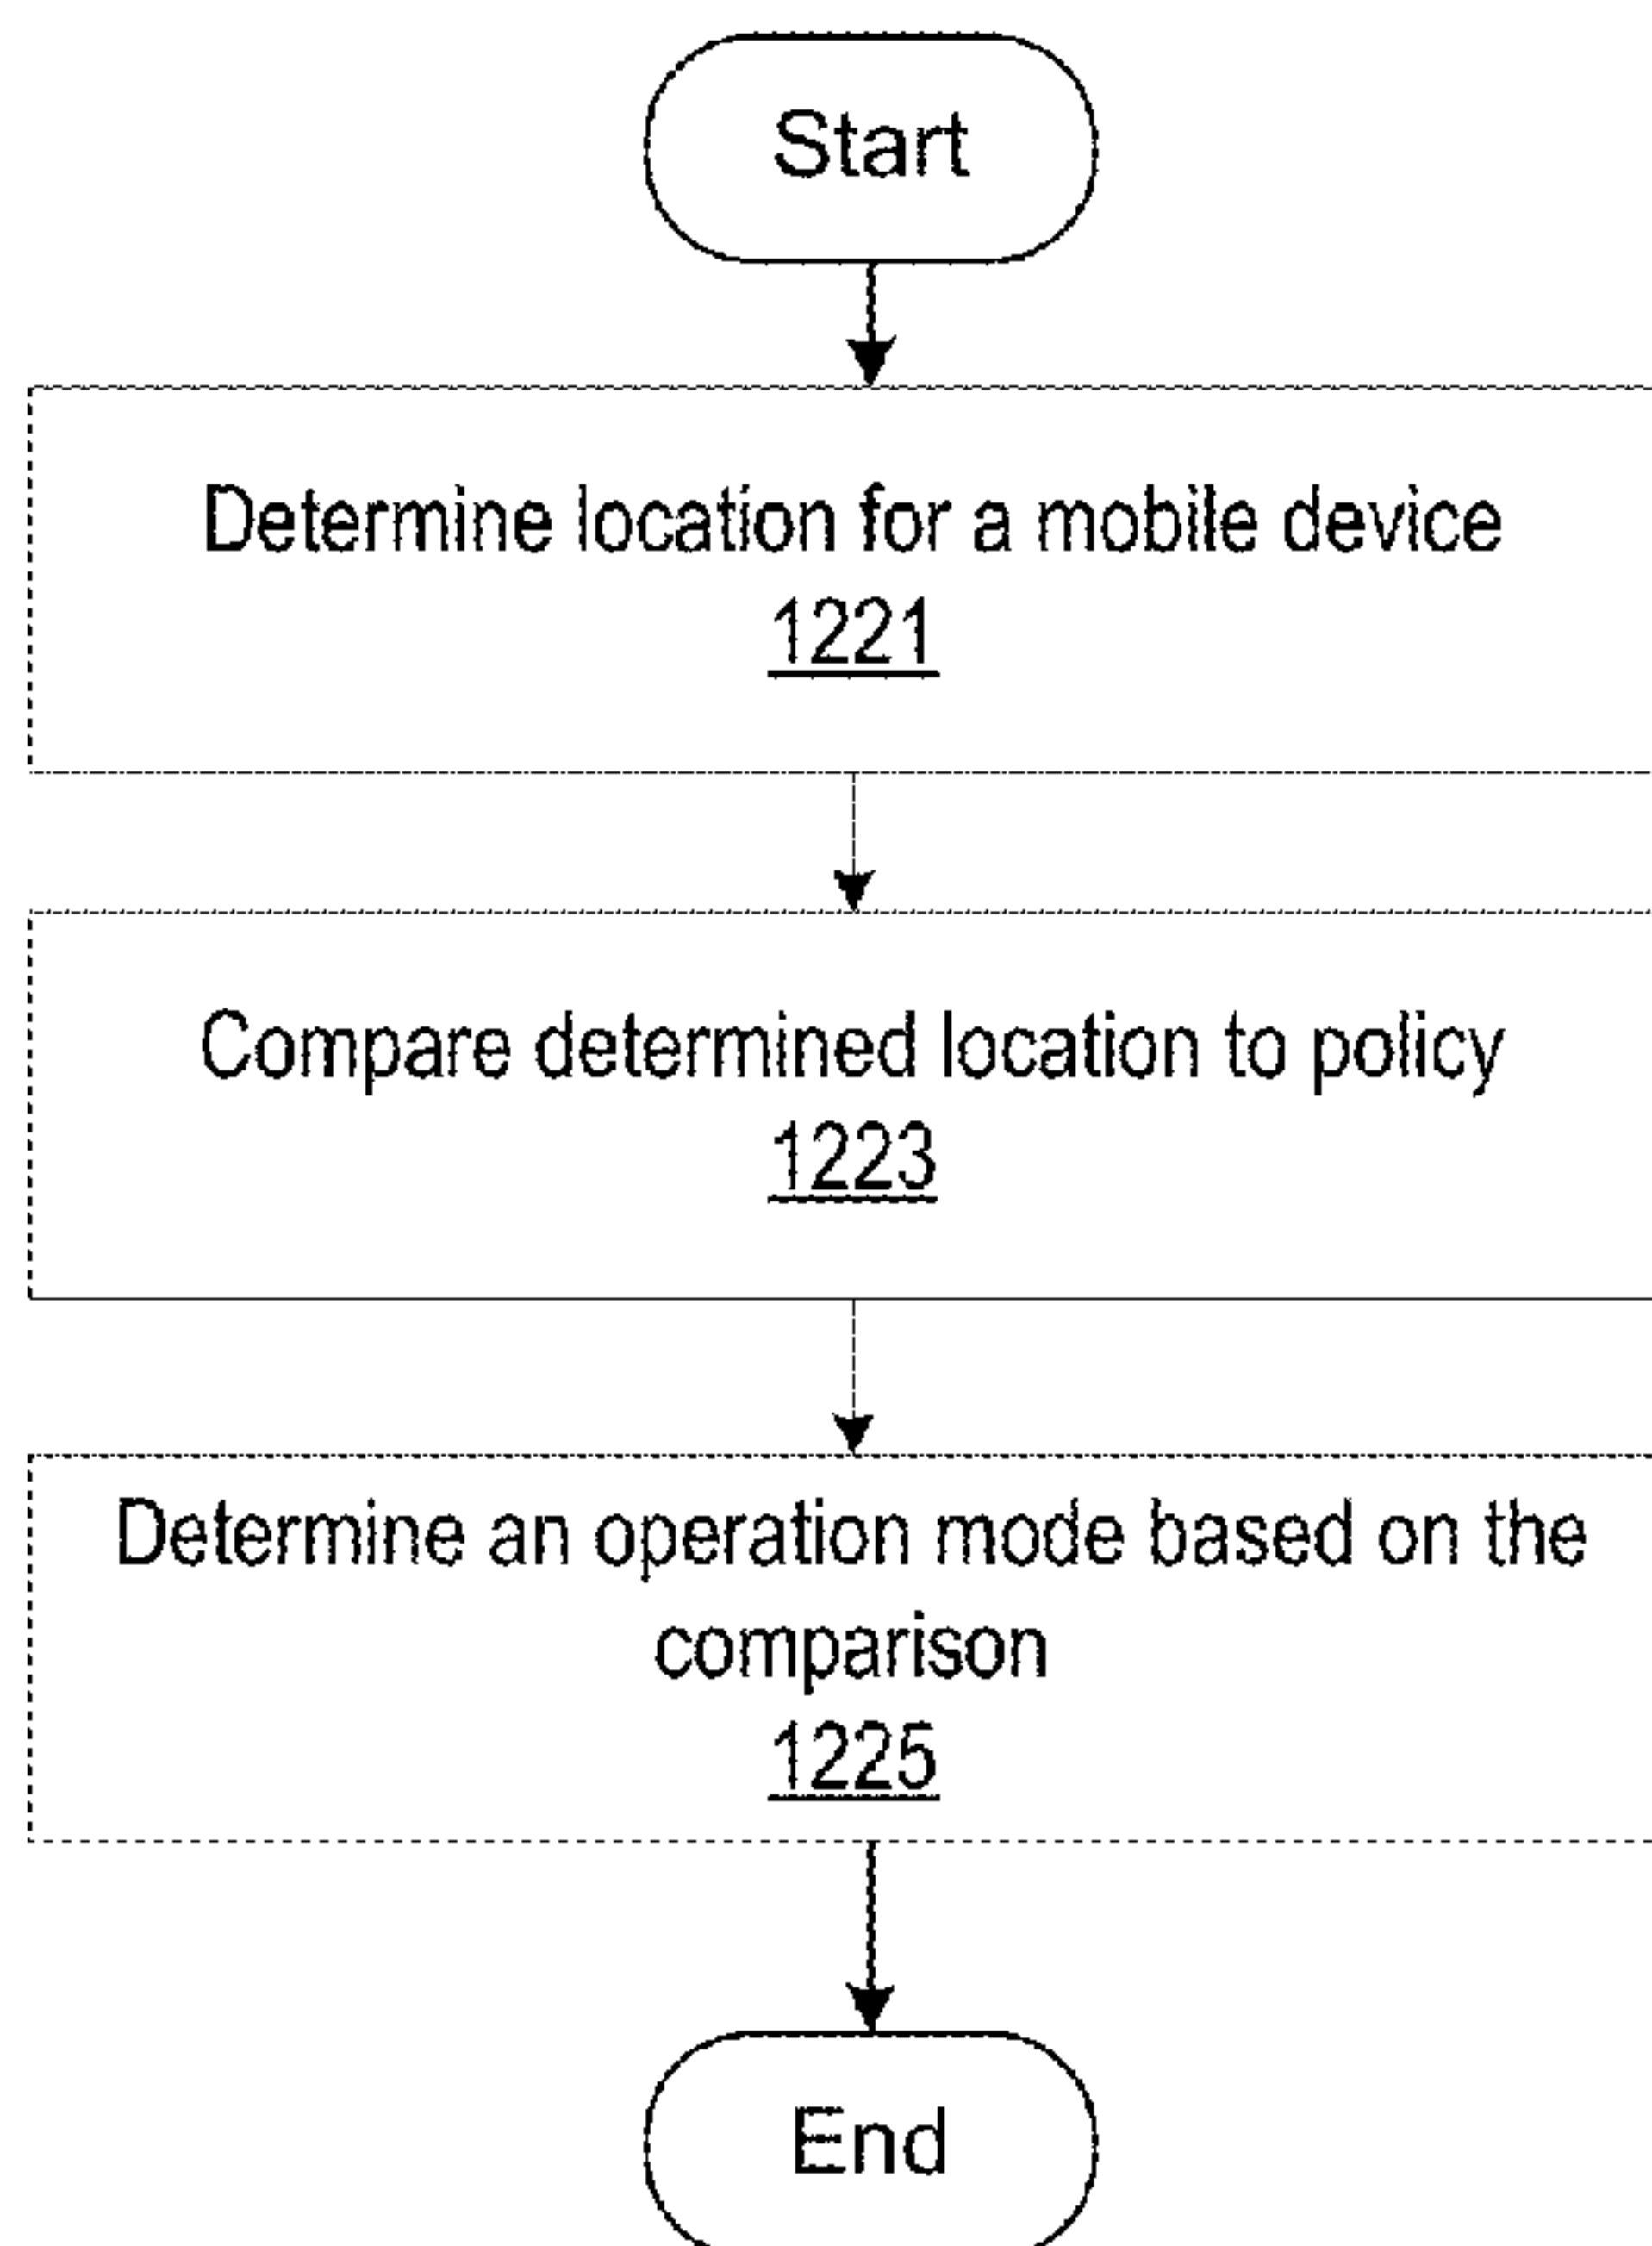 Start
Determine location for a mobile device
1221
Compare determined location to policy
1223
Determine an operation mode based on the
comparison
1225
End